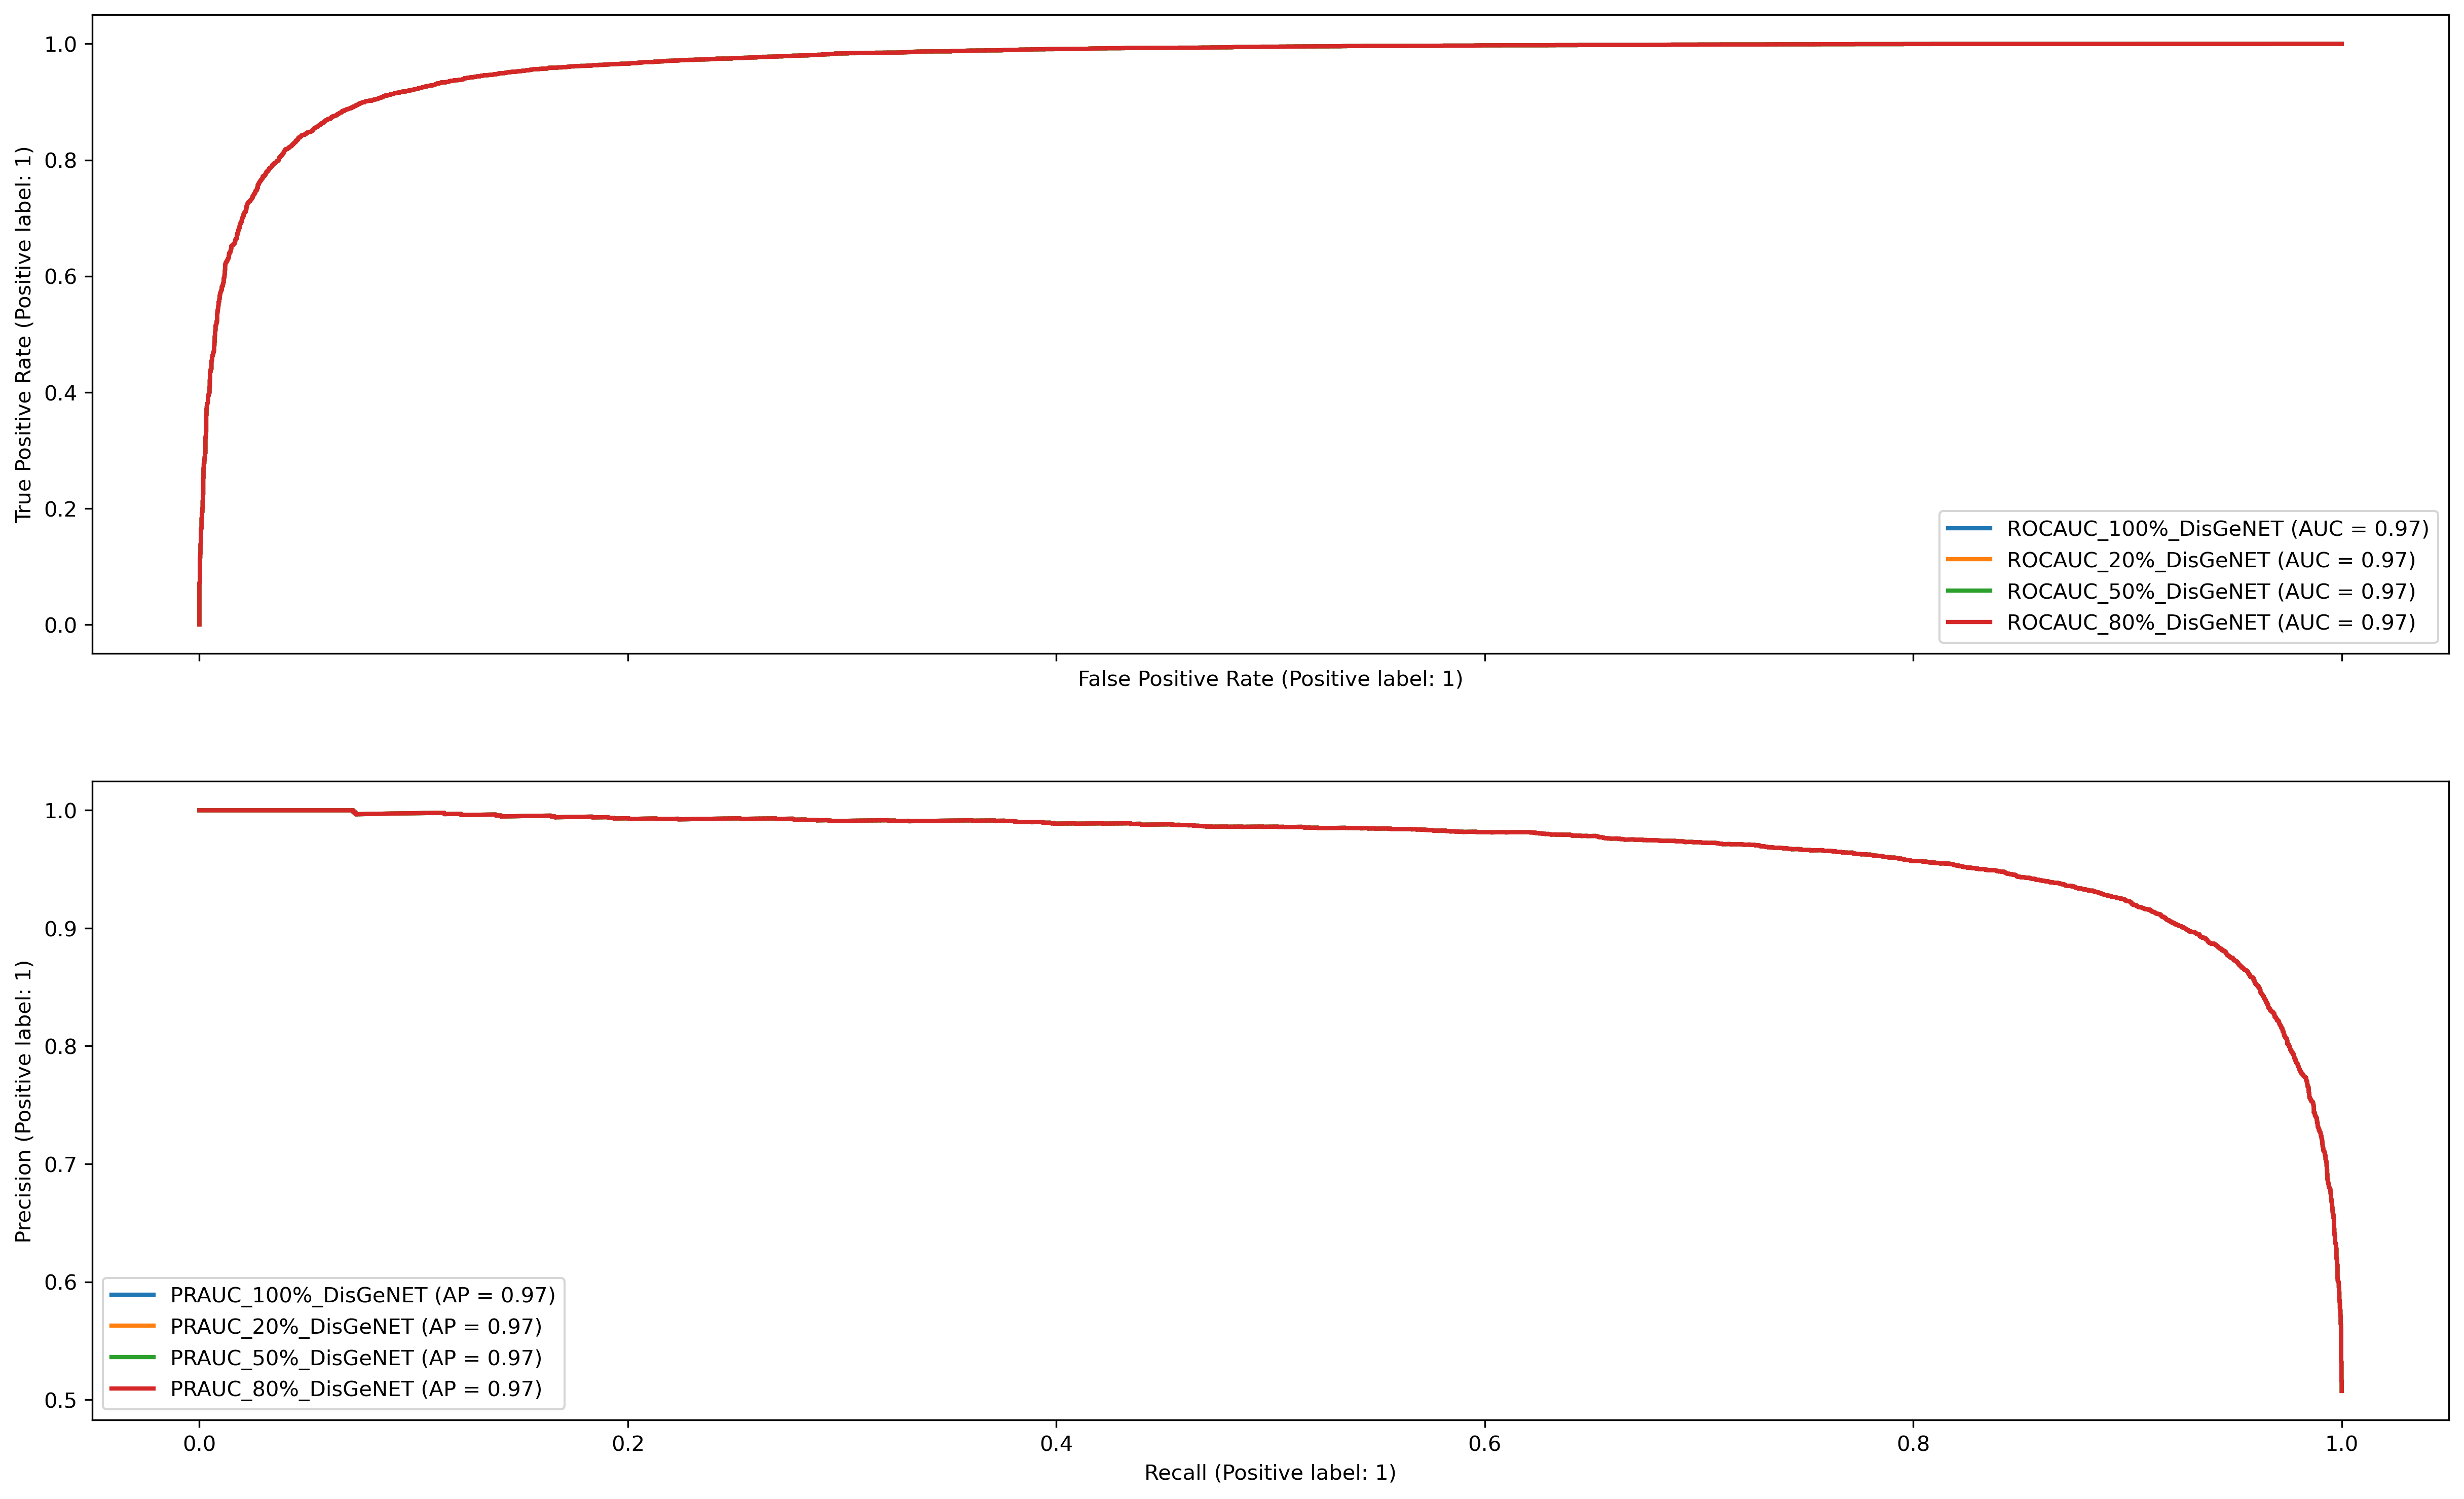 1.0
0.8
0.6
0.4
0.2
0.0
True Positive Rate (Positive label: 1)
ROCAUC_100%_DisGeNET (AUC = 0.97)
ROCAUC_20%_DisGeNET (AUC = 0.97)
ROCAUC_50%_DisGeNET (AUC = 0.97)
ROCAUC_80%_DisGeNET (AUC = 0.97)
False Positive Rate (Positive label: 1)
1.0
0.9
0.8
0.7
0.6
0.5
Precision (Positive label: 1)
PRAUC_100%_DisGeNET (AP = 0.97)
PRAUC_20%_DisGeNET (AP = 0.97)
PRAUC_50%_DisGeNET (AP = 0.97)
PRAUC_80%_DisGeNET (AP = 0.97)
0.0 0.2 0.4 0.6 0.8 1.0
Recall (Positive label: 1)